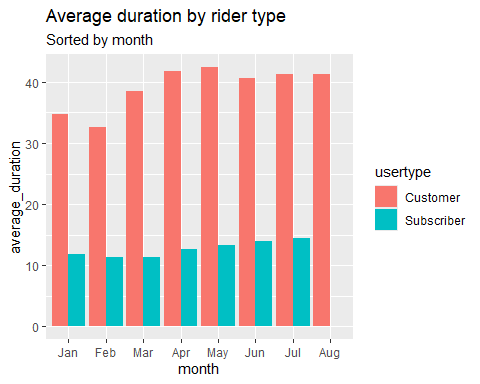 Average duration by rider type
Sorted by month
average_duration
40
30
20
10
0
Jan Feb Mar Apr May Jun Jul Aug
month
usertype
Customer
Subscriber